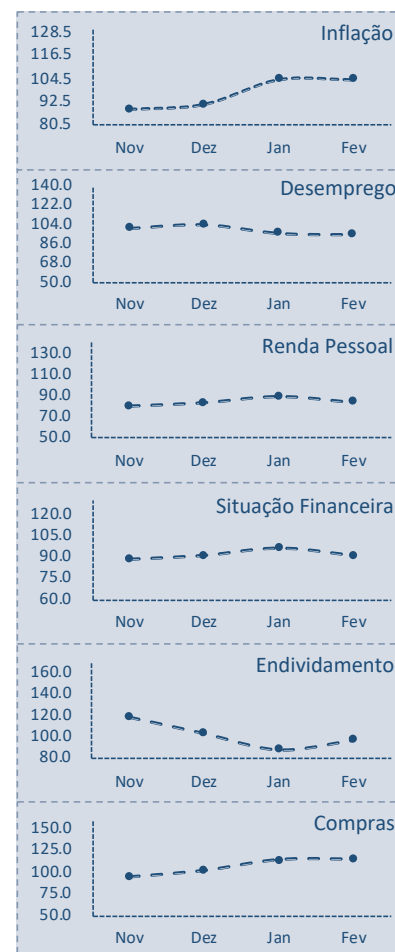 Inflação
128.5
116.5
104.5
92.5
80.5
Nov Dez Jan Fev
Desemprego
140.0
122.0
104.0
86.0
68.0
50.0
Nov Dez Jan Fev
Renda Pessoal
130.0
110.0
90.0
70.0
50.0
Nov Dez Jan Fev
Situação Financeira
120.0
105.0
90.0
75.0
60.0
Nov Dez Jan Fev
Endividamento
160.0
140.0
120.0
100.0
80.0
Nov Dez Jan Fev
Compras
150.0
125.0
100.0
75.0
50.0
Nov Dez Jan Fev